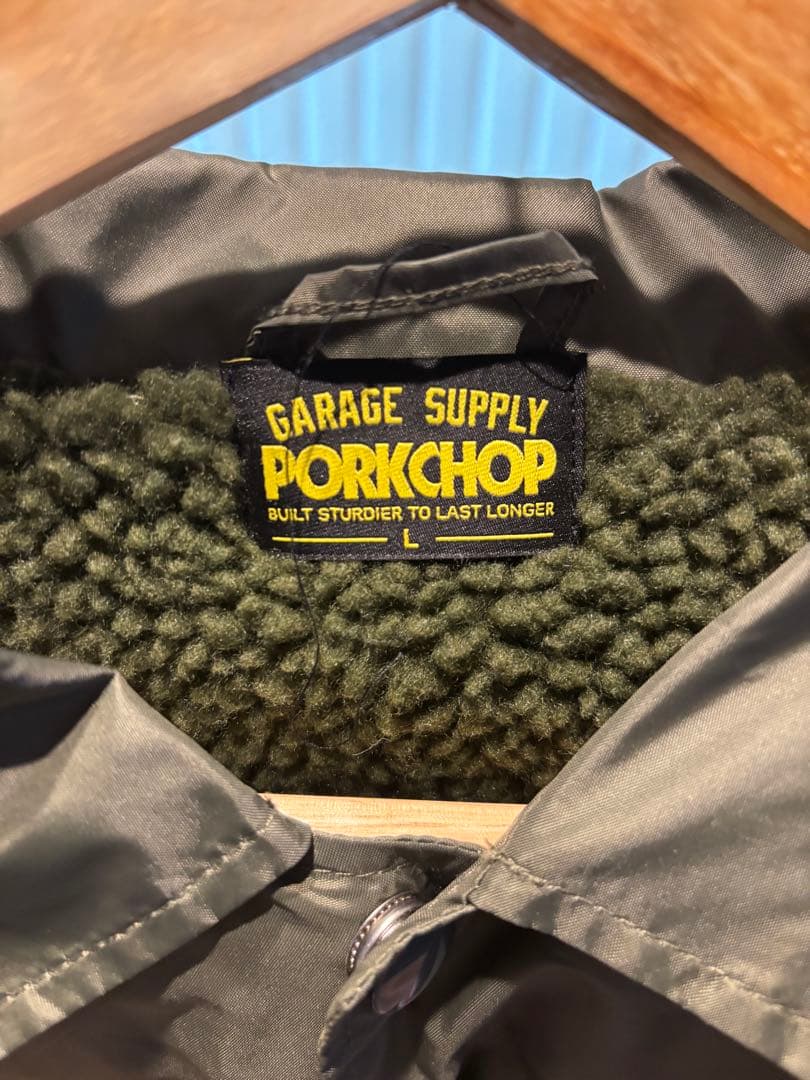 GARAGE SUPPLY
PORKCHOP
BUILT STURDIER TO LAST LONGER
L